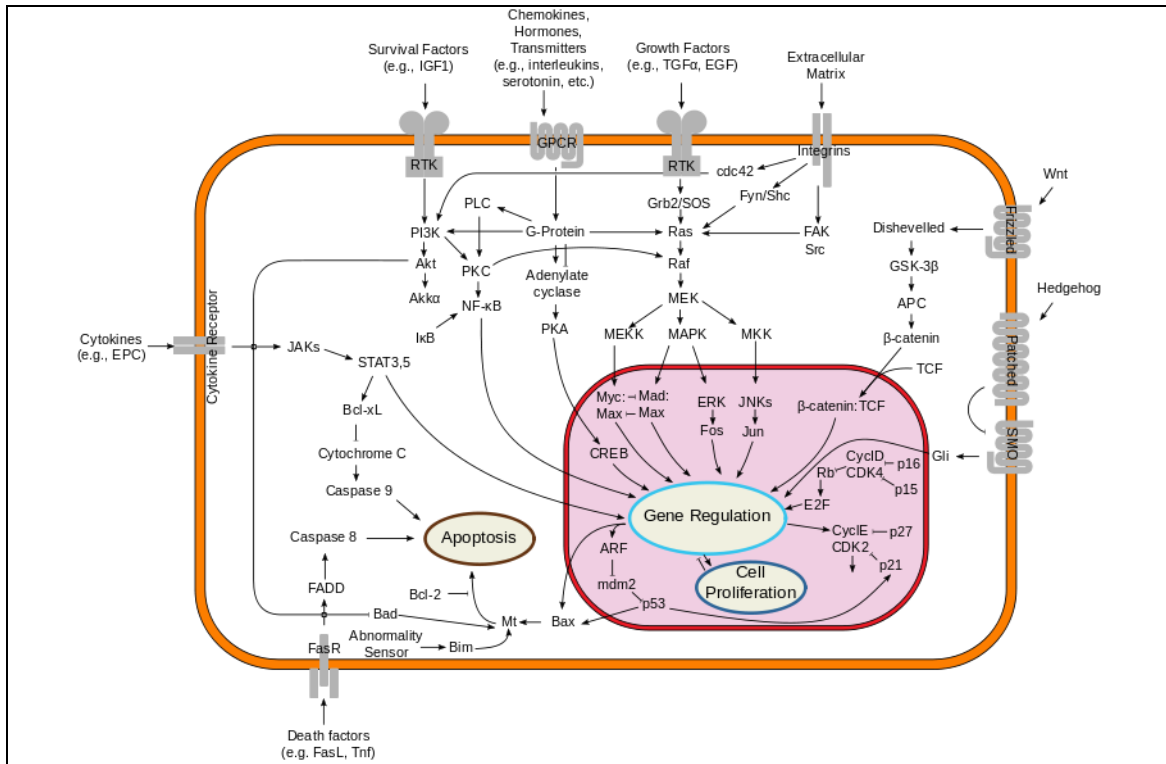 Chemokines,
Hormones,
Transmitters
(e.g., interleukins,
serotonin, etc.)
Survival Factors
(e.g., IGF1)
Growth Factors
(e.g., TGFα, EGF)
Extracellular
Matrix
GPCR
RTK
RTK
Integrins
cdc42
Wnt
PLC
Grb2/SOS
Fyn/Shc
Frizzled
PI3K
G-Protein
Ras
FAK
Src
Dishevelled
Akt
PKC
Adenylate
cyclase
Raf
GSK-3β
Akkα
NF-κB
MEK
APC
Hedgehog
IκB
PKA
MEKK
MAPK
MKK
β-catenin
Cytokines
(e.g., EPC)
Cytokine Receptor
JAKs
STAT3,5
TCF
Patched
Bcl-xL
Myc:
Max
Mad:
Max
ERK
JNKs
β-catenin:TCF
Fos
Jun
SMO
Cytochrome C
CREB
Gli
CyclD
CDK4
p16
Rb
p15
Caspase 9
E2F
Gene Regulation
Caspase 8
Apoptosis
ARF
CyclE
CDK2
p27
p21
FADD
mdm2
Cell
Proliferation
Bcl-2
p53
Bad
Mt
Bax
Abnormality
Sensor
Bim
FasR
Death factors
(e.g. FasL, Tnf)